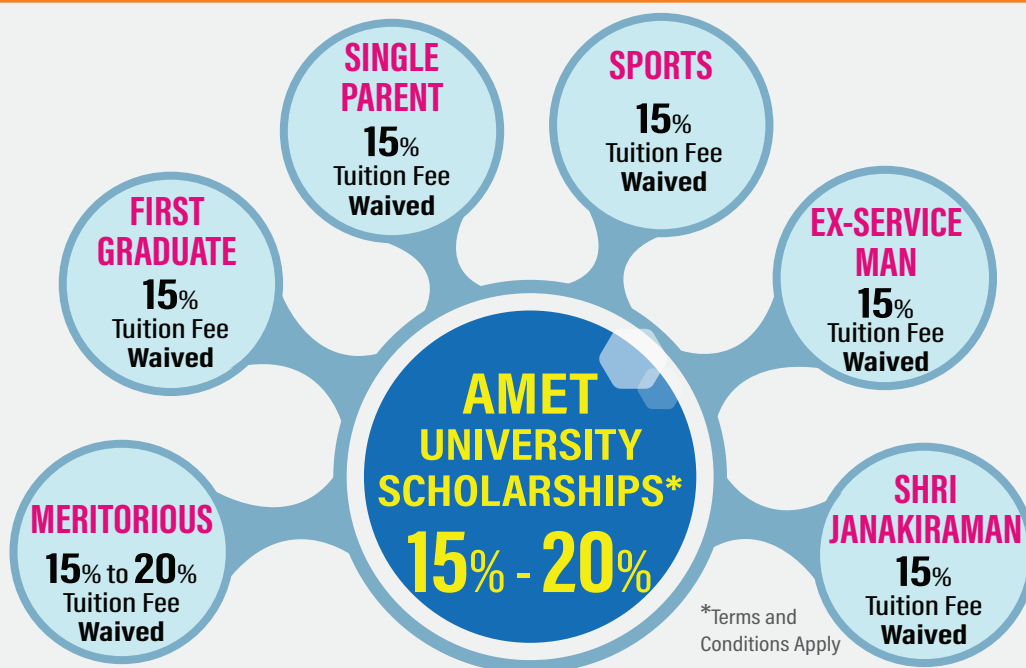 SINGLE
PARENT
15%
Tuition Fee
Waived
SPORTS
15%
Tuition Fee
Waived
FIRST
GRADUATE
15%
Tuition Fee
Waived
EX-SERVICE
MAN
15%
Tuition Fee
Waived
MERITORIOUS
15% to 20%
Tuition Fee
Waived
AMET
UNIVERSITY
SCHOLARSHIPS*
15% - 20%
SHRI
JANAKIRAMAN
15%
Tuition Fee
Waived
*Terms and
Conditions Apply